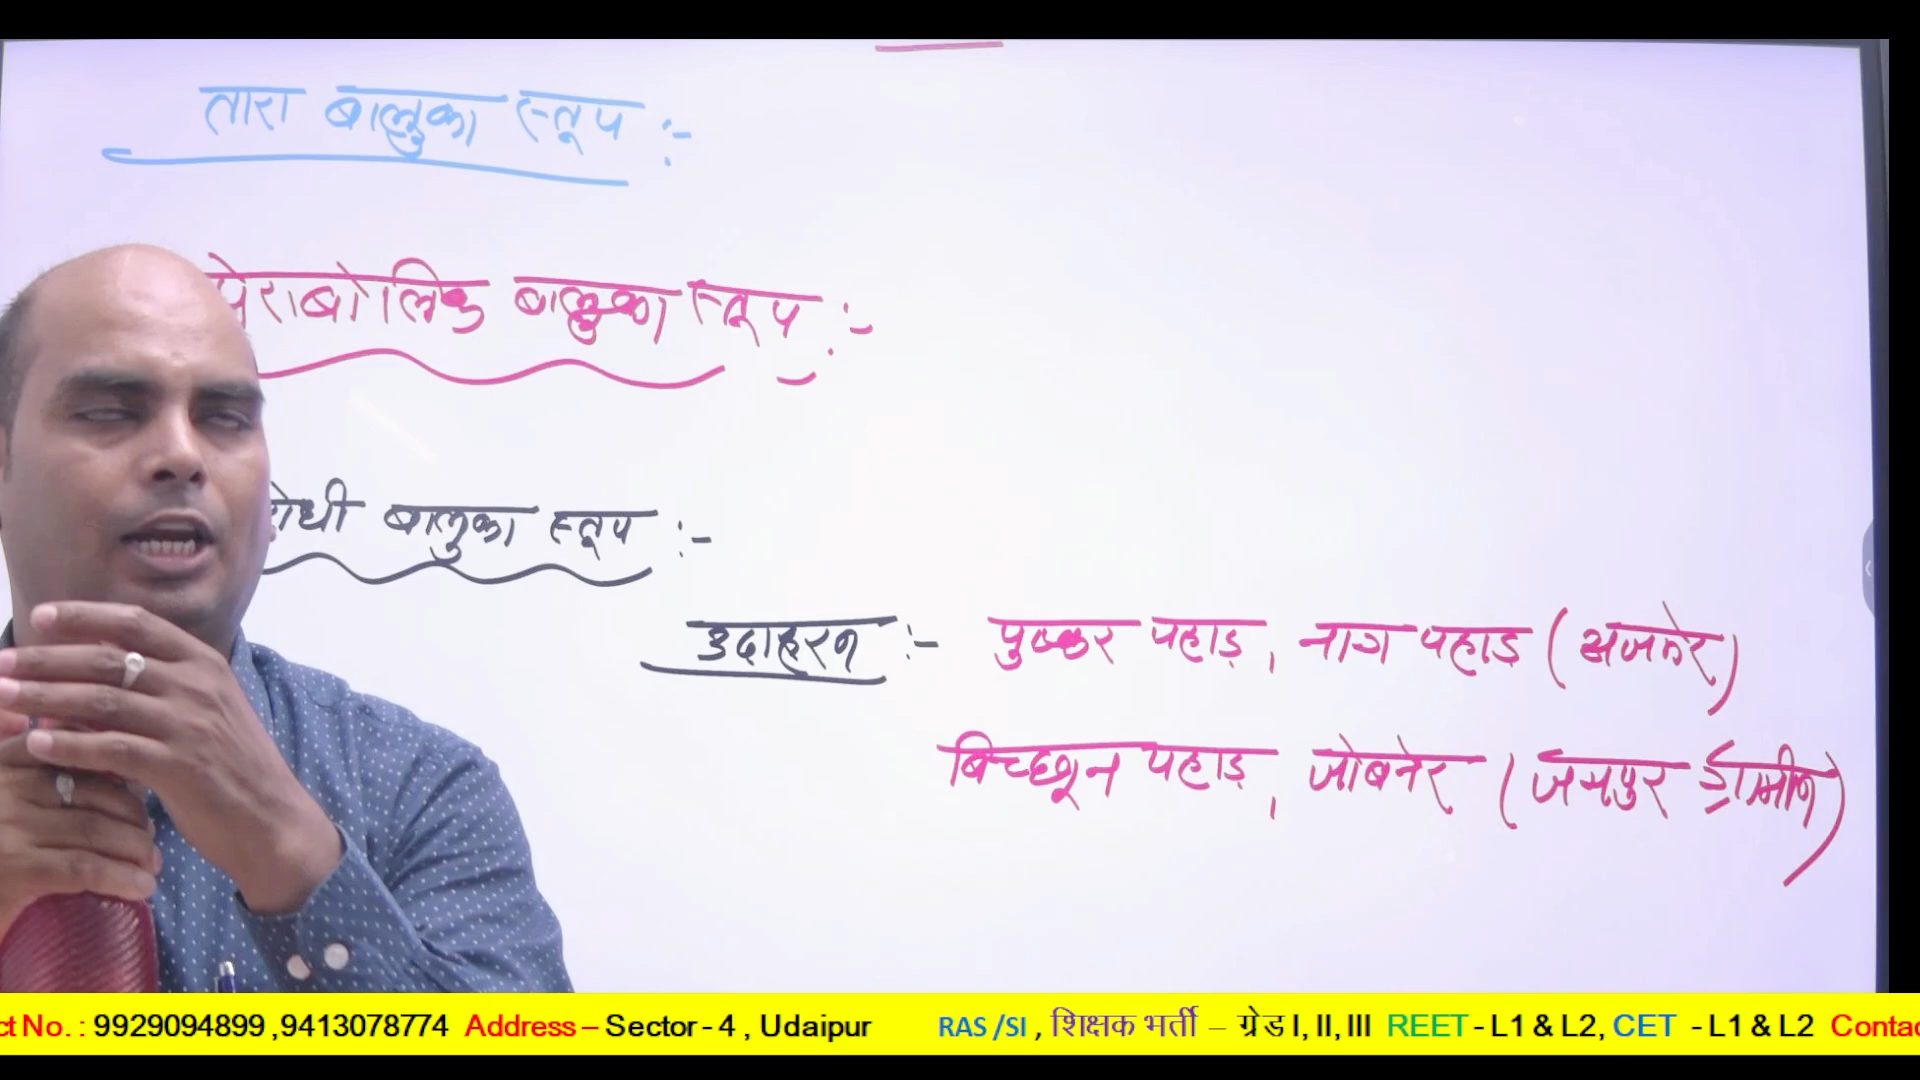 तारा बालुका स्तूप :-
पेराबोलिक बालुका स्तूप :-
रोधी बालुका स्तूप :-
उदाहरन :- पुष्कर पहाड़, नाग पहाड़ (अजमेर)
बिच्छून पहाड़, जोबनेर (जयपुर ग्रामीण)
ct No. : 9929094899 ,9413078774 Address – Sector - 4 , Udaipur RAS /SI , शिक्षक भर्ती – ग्रेड I, II, III REET - L1 & L2, CET - L1 & L2 Contac